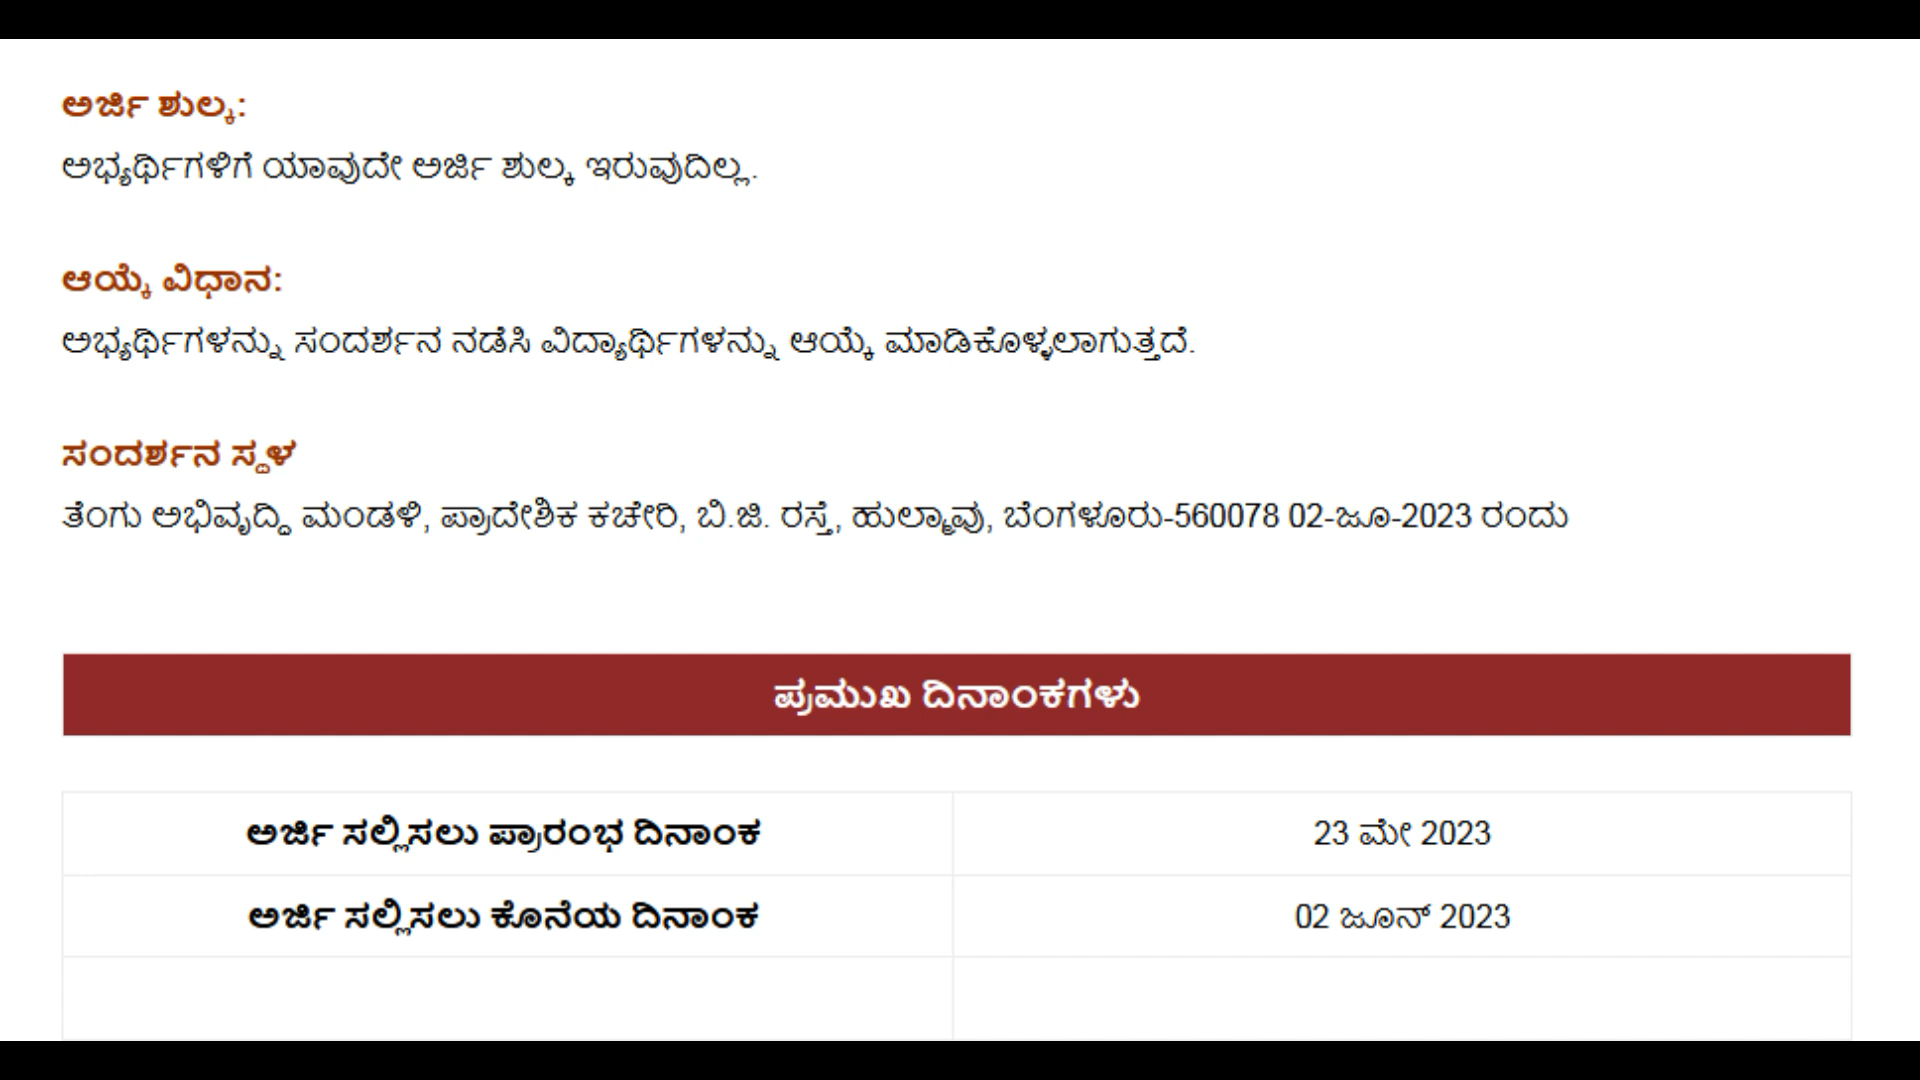 ಅರ್ಜಿ ಶುಲ್ಕ:
ಅಭ್ಯರ್ಥಿಗಳಿಗೆ ಯಾವುದೇ ಅರ್ಜಿ ಶುಲ್ಕ ಇರುವುದಿಲ್ಲ.
ಆಯ್ಕೆ ವಿಧಾನ:
ಅಭ್ಯರ್ಥಿಗಳನ್ನು ಸಂದರ್ಶನ ನಡೆಸಿ ವಿದ್ಯಾರ್ಥಿಗಳನ್ನು ಆಯ್ಕೆ ಮಾಡಿಕೊಳ್ಳಲಾಗುತ್ತದೆ.
ಸಂದರ್ಶನ ಸ್ಥಳ
ತೆಂಗು ಅಭಿವೃದ್ಧಿ ಮಂಡಳಿ, ಪ್ರಾದೇಶಿಕ ಕಚೇರಿ, ಬಿ.ಜಿ. ರಸ್ತೆ, ಹುಲ್ಮಾವು, ಬೆಂಗಳೂರು-560078 02-ಜೂ-2023 ರಂದು
ಪ್ರಮುಖ ದಿನಾಂಕಗಳು
ಅರ್ಜಿ ಸಲ್ಲಿಸಲು ಪ್ರಾರಂಭ ದಿನಾಂಕ 23 ಮೇ 2023
ಅರ್ಜಿ ಸಲ್ಲಿಸಲು ಕೊನೆಯ ದಿನಾಂಕ 02 ಜೂನ್ 2023